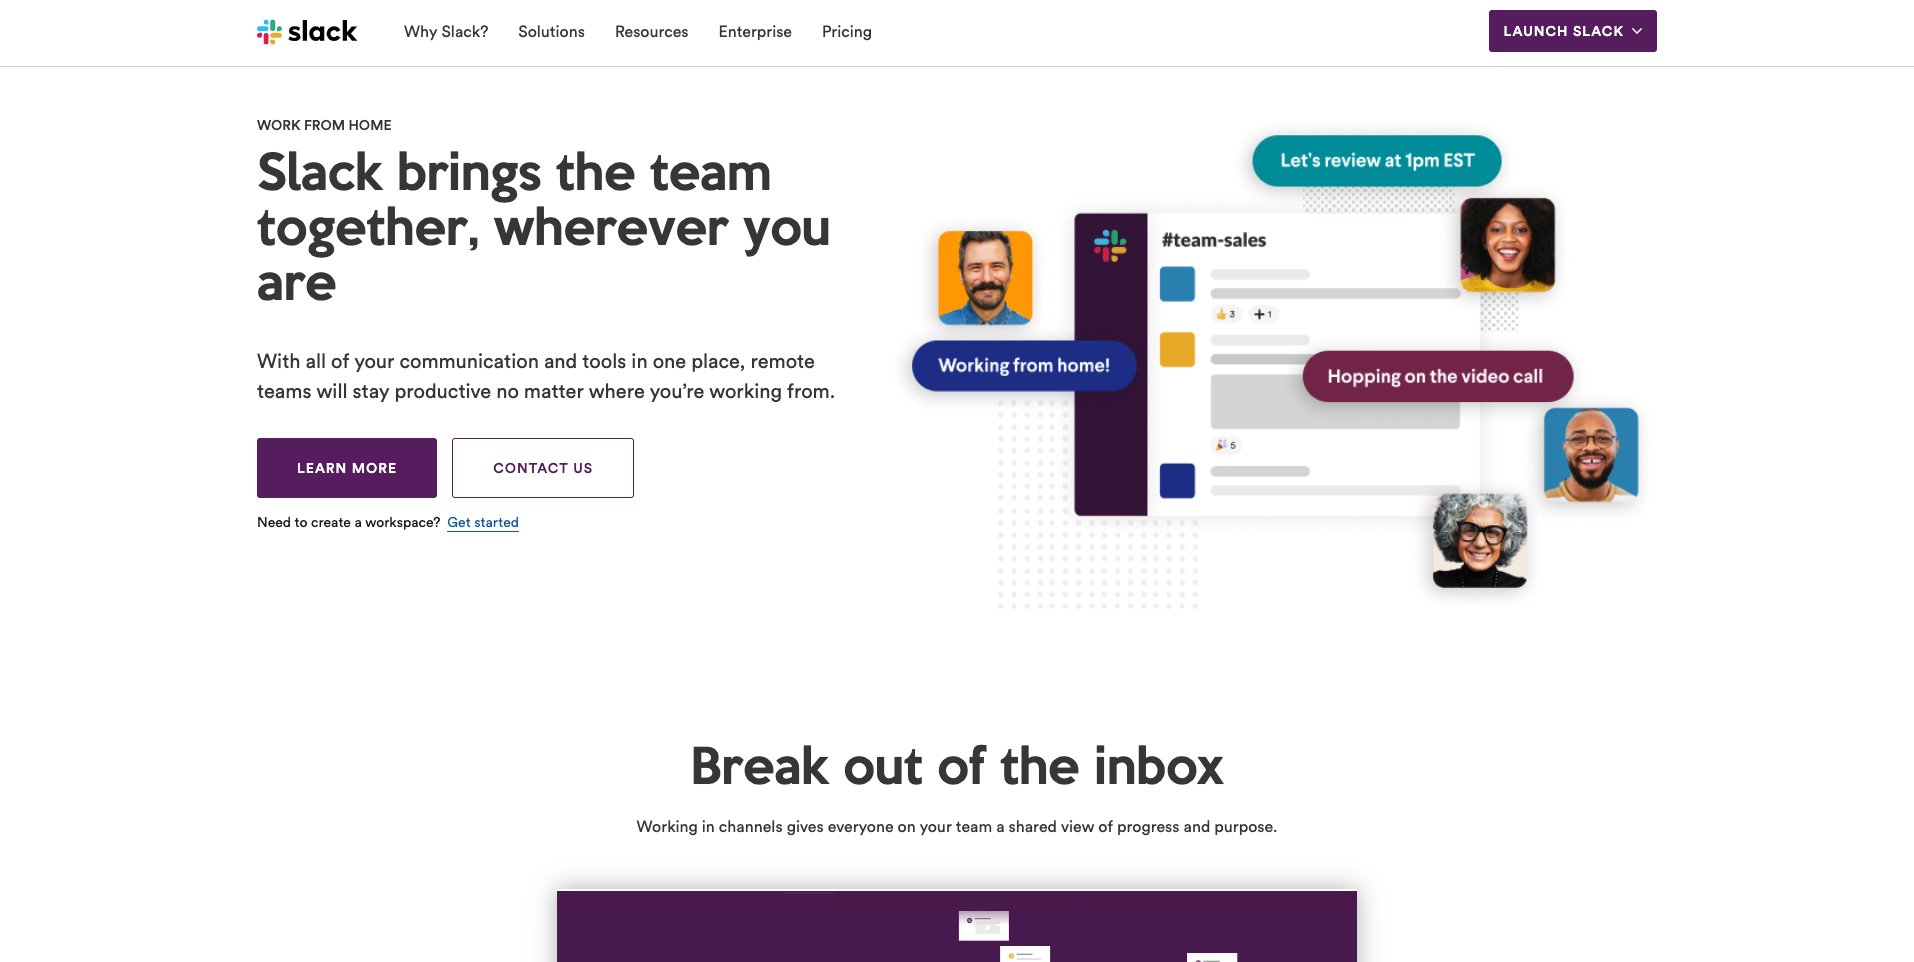 slack
Why Slack?
Solutions
Resources
Enterprise
Pricing
LAUNCH SLACK
WORK FROM HOME
Slack brings the team
together, wherever you
are
With all of your communication and tools in one place, remote
teams will stay productive no matter where you’re working from.
LEARN MORE
CONTACT US
Need to create a workspace? Get started
Let's review at 1pm EST
#team-sales
3
1
Working from home!
Hopping on the video call
5
Break out of the inbox
Working in channels gives everyone on your team a shared view of progress and purpose.